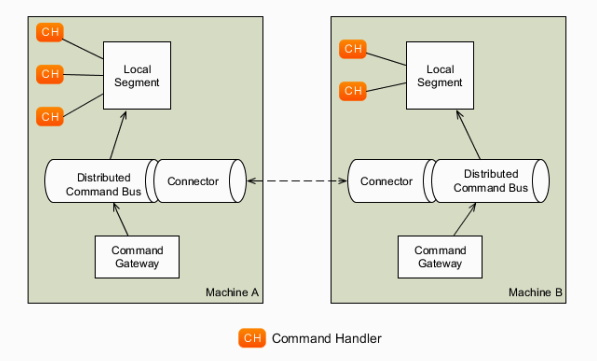 CH
CH
CH
Local
Segment
Distributed
Command Bus
Connector
Command
Gateway
Machine A
CH
CH
Local
Segment
Connector
Distributed
Command Bus
Command
Gateway
Machine B
CH Command Handler